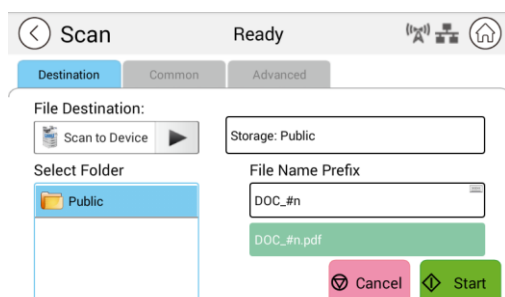 Scan Ready
Destination Common Advanced
File Destination:
Scan to Device Storage: Public
Select Folder File Name Prefix
Public DOC_#n
DOC_#n.pdf
Cancel Start